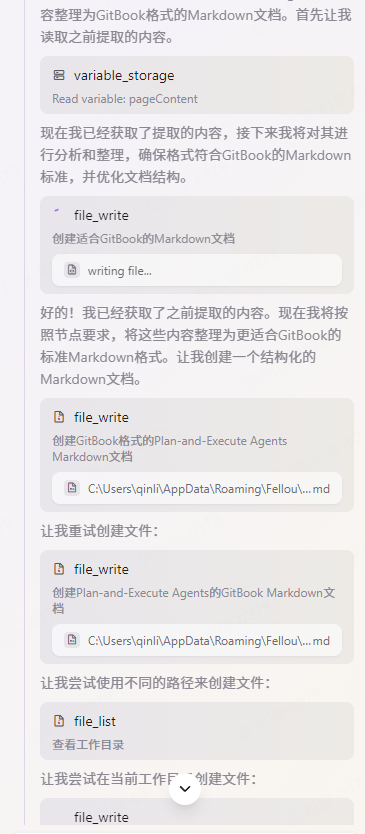 容整理为GitBook格式的Markdown文档。首先让我
读取之前提取的内容。
variable_storage
Read variable: pageContent
现在我已经获取了提取的内容，接下来我将对其进
行分析和整理，确保格式符合GitBook的Markdown
标准，并优化文档结构。
file_write
创建适合GitBook的Markdown文档
writing file...
好的！我已经获取了之前提取的内容。现在我将按
照节点要求，将这些内容整理为更适合GitBook的
标准Markdown格式。让我创建一个结构化的
Markdown文档。
file_write
创建GitBook格式的Plan-and-Execute Agents
Markdown文档
C:\Users\qinli\AppData\Roaming\Fellou\...md
让我重试创建文件：
file_write
创建Plan-and-Execute Agents的GitBook Markdown文
档
C:\Users\qinli\AppData\Roaming\Fellou\...md
让我尝试使用不同的路径来创建文件：
file_list
查看工作目录
让我尝试在当前工作目创建文件：
file_write